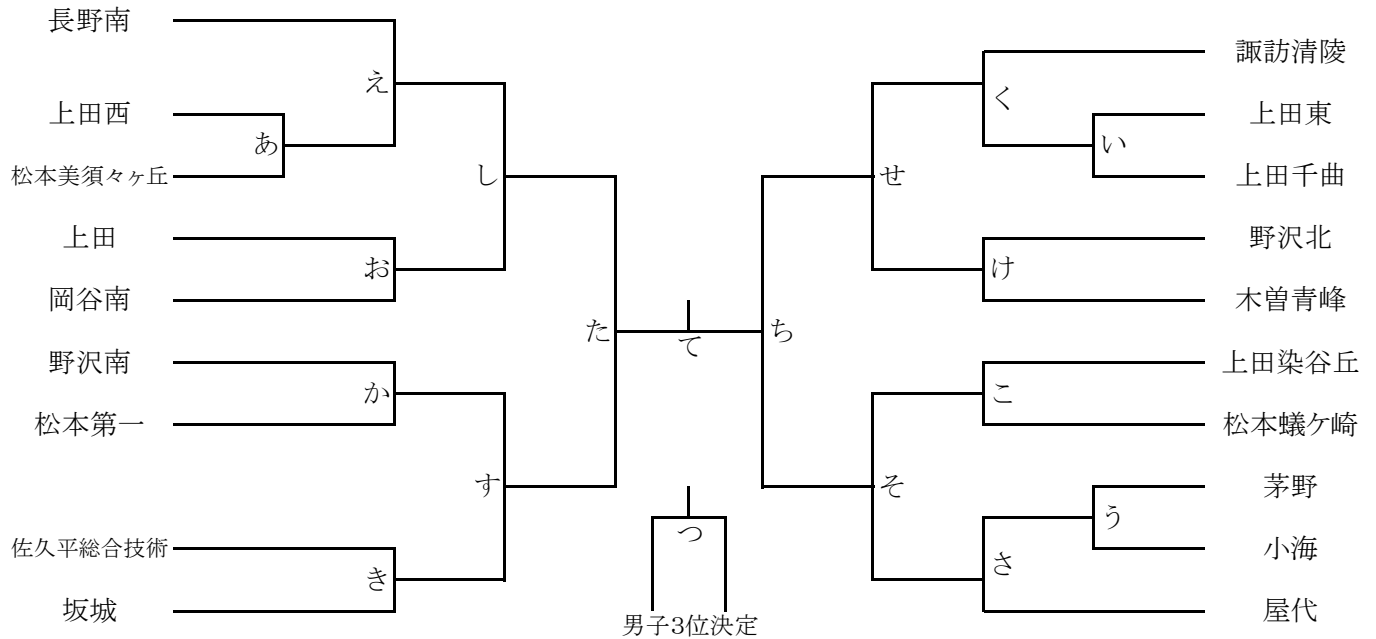 長野南
え
上田西
あ
松本美須々ヶ丘
し
上田
お
岡谷南
た
野沢南
か
松本第一
す
佐久平総合技術
き
坂城
て
つ
男子3位決定
諏訪清陵
く
上田東
い
上田千曲
せ
野沢北
け
木曽青峰
ち
上田染谷丘
こ
松本蟻ケ崎
そ
茅野
う
小海
さ
屋代